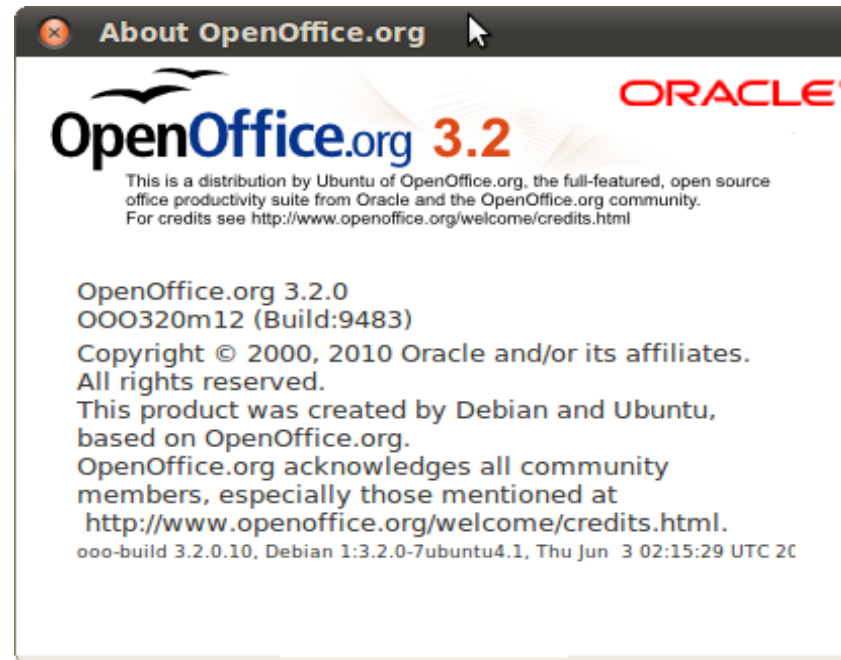 About OpenOffice.org
ORACLE
OpenOffice.org 3.2
This is a distribution by Ubuntu of OpenOffice.org, the full-featured, open source
office productivity suite from Oracle and the OpenOffice.org community.
For credits see http://www.openoffice.org/welcome/credits.html
OpenOffice.org 3.2.0
OOO320m12 (Build:9483)
Copyright © 2000, 2010 Oracle and/or its affiliates.
All rights reserved.
This product was created by Debian and Ubuntu,
based on OpenOffice.org.
OpenOffice.org acknowledges all community
members, especially those mentioned at
http://www.openoffice.org/welcome/credits.html.
ooo-build 3.2.0.10, Debian 1:3.2.0-7ubuntu4.1, Thu Jun 3 02:15:29 UTC